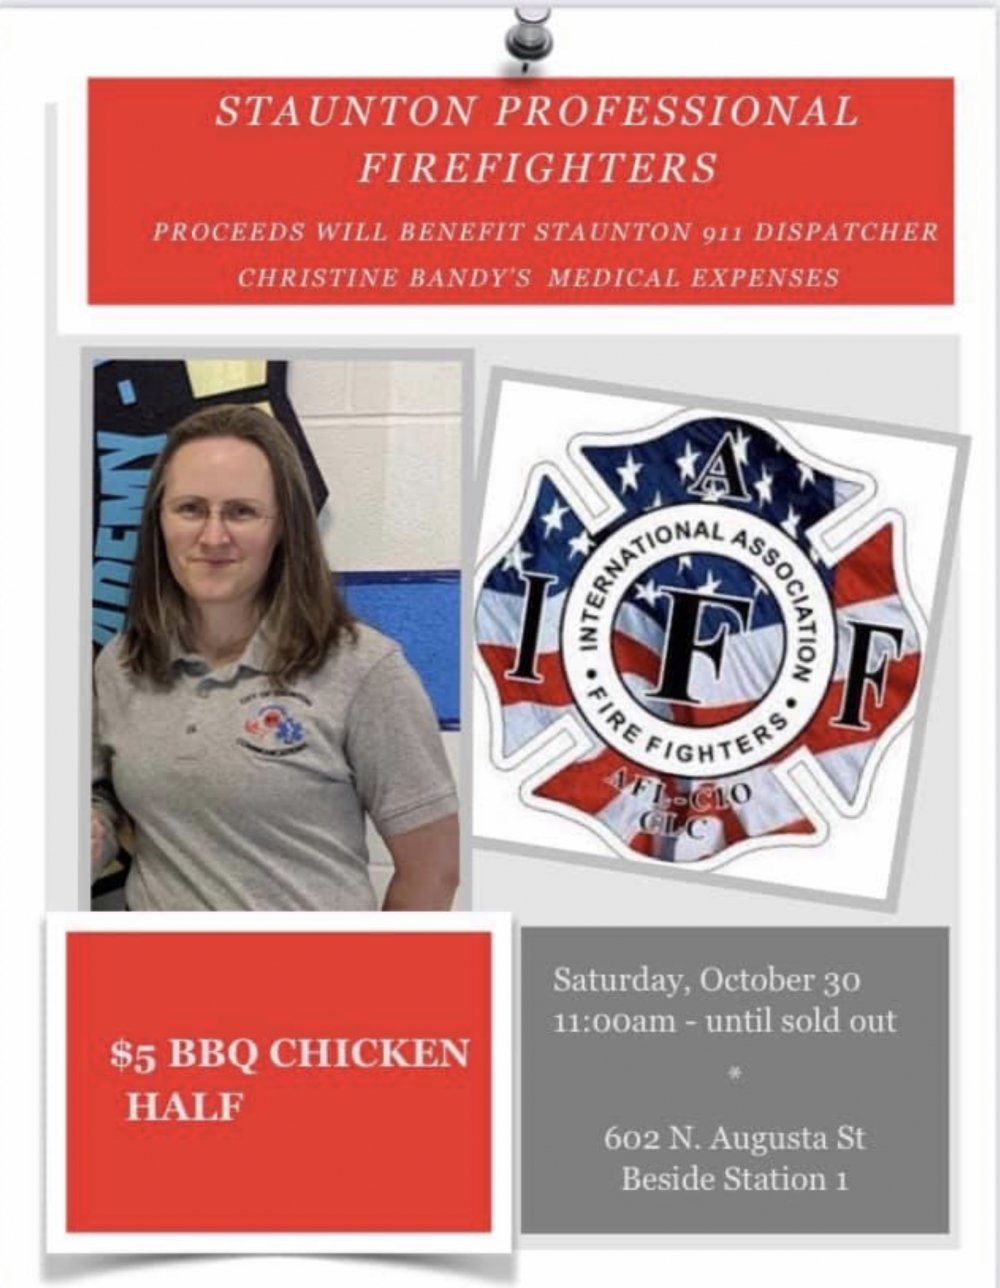 STAUNTON PROFESSIONAL
FIREFIGHTERS
PROCEEDS WILL BENEFIT STAUNTON 911 DISPATCHER
CHRISTINE BANDY'S MEDICAL EXPENSES
DEMY
I A F F
INTERNATIONAL ASSOCIATION
• FIRE FIGHTERS •
F
AFL-CIO
CLC
$5 BBQ CHICKEN
HALF
Saturday, October 30
11:00am - until sold out
*
602 N. Augusta St
Beside Station 1